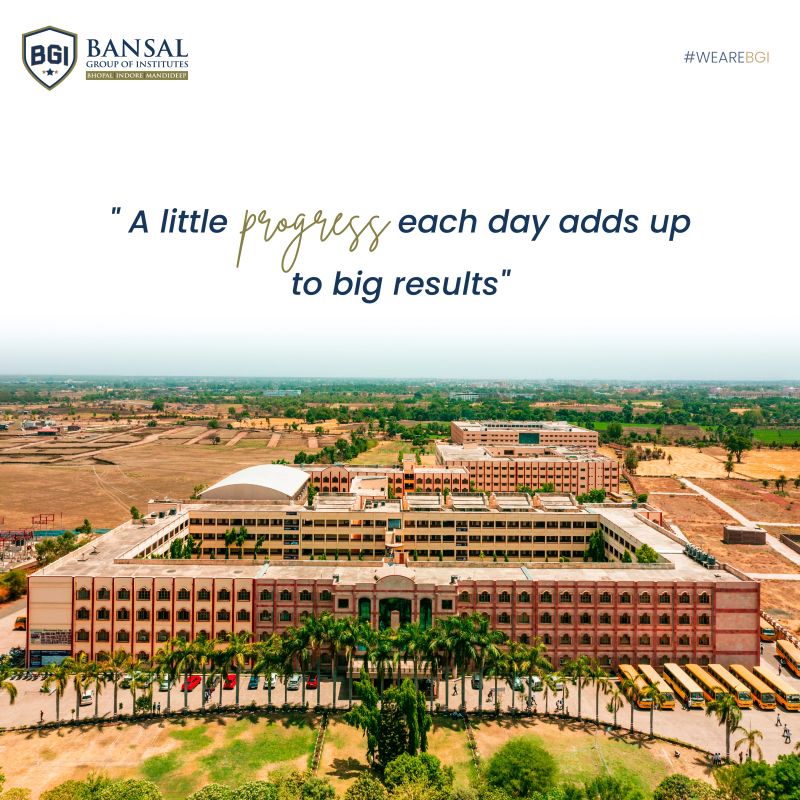 BGI
BANSAL
GROUP OF INSTITUTES
BHOPAL INDORE MANDIDEEP
#WEAREBGI
" A little progress each day adds up
to big results"